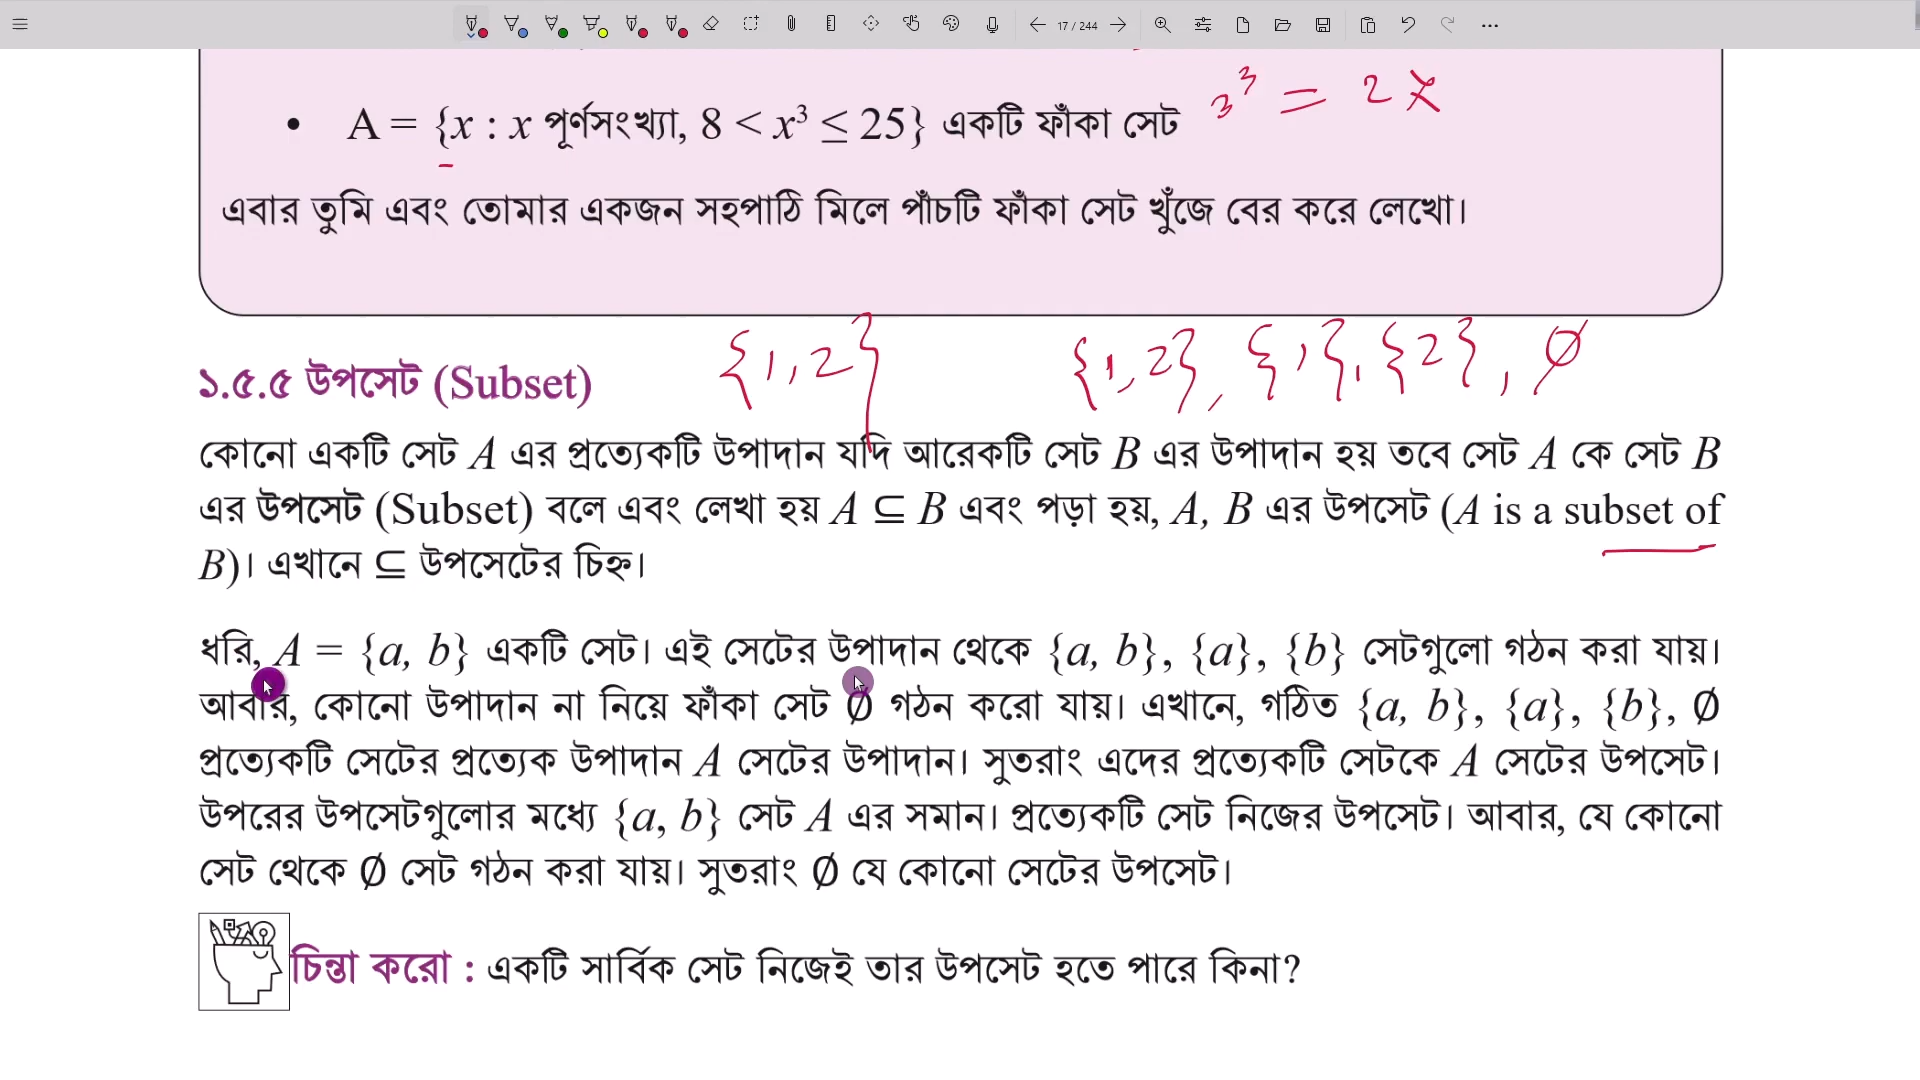 17 / 244
3³ = 2
• A = {x : x পূর্ণসংখ্যা, 8 < x³ ≤ 25} একটি ফাঁকা সেট
এবার তুমি এবং তোমার একজন সহপাঠি মিলে পাঁচটি ফাঁকা সেট খুঁজে বের করে লেখো।
{1,2} {1,2}, {1}, {2}, ∅
১.৫.৫ উপসেট (Subset)
কোনো একটি সেট A এর প্রত্যেকটি উপাদান যদি আরেকটি সেট B এর উপাদান হয় তবে সেট A কে সেট B
এর উপসেট (Subset) বলে এবং লেখা হয় A ⊆ B এবং পড়া হয়, A, B এর উপসেট (A is a subset of
B)। এখানে ⊆ উপসেটের চিহ্ন।
ধরি, A = {a, b} একটি সেট। এই সেটের উপাদান থেকে {a, b}, {a}, {b} সেটগুলো গঠন করা যায়।
আবার, কোনো উপাদান না নিয়ে ফাঁকা সেট ∅ গঠন করো যায়। এখানে, গঠিত {a, b}, {a}, {b}, ∅
প্রত্যেকটি সেটের প্রত্যেক উপাদান A সেটের উপাদান। সুতরাং এদের প্রত্যেকটি সেটকে A সেটের উপসেট।
উপরের উপসেটগুলোর মধ্যে {a, b} সেট A এর সমান। প্রত্যেকটি সেট নিজের উপসেট। আবার, যে কোনো
সেট থেকে ∅ সেট গঠন করা যায়। সুতরাং ∅ যে কোনো সেটের উপসেট।
চিন্তা করো : একটি সার্বিক সেট নিজেই তার উপসেট হতে পারে কিনা?